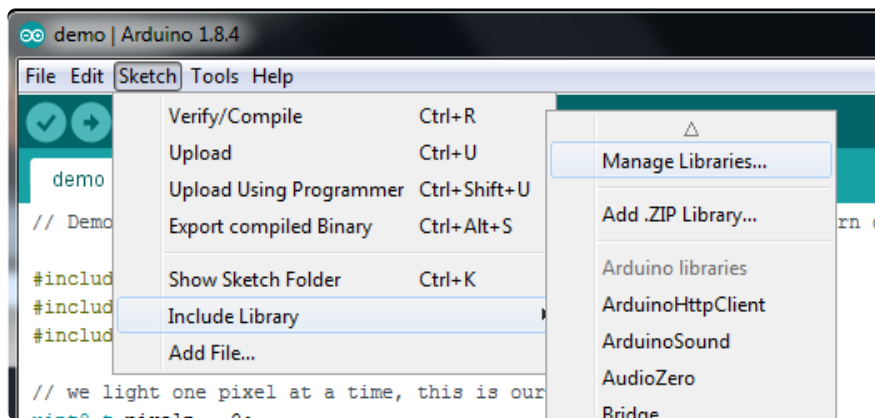 demo | Arduino 1.8.4
File Edit Sketch Tools Help
Verify/Compile Ctrl+R
Upload Ctrl+U
Upload Using Programmer Ctrl+Shift+U
Export compiled Binary Ctrl+Alt+S
Show Sketch Folder Ctrl+K
Include Library
Add File...
Manage Libraries...
Add .ZIP Library...
Arduino libraries
ArduinoHttpClient
ArduinoSound
AudioZero
Bridge
demo
// Demo
#includ
#includ
#includ
// we light one pixel at a time, this is our